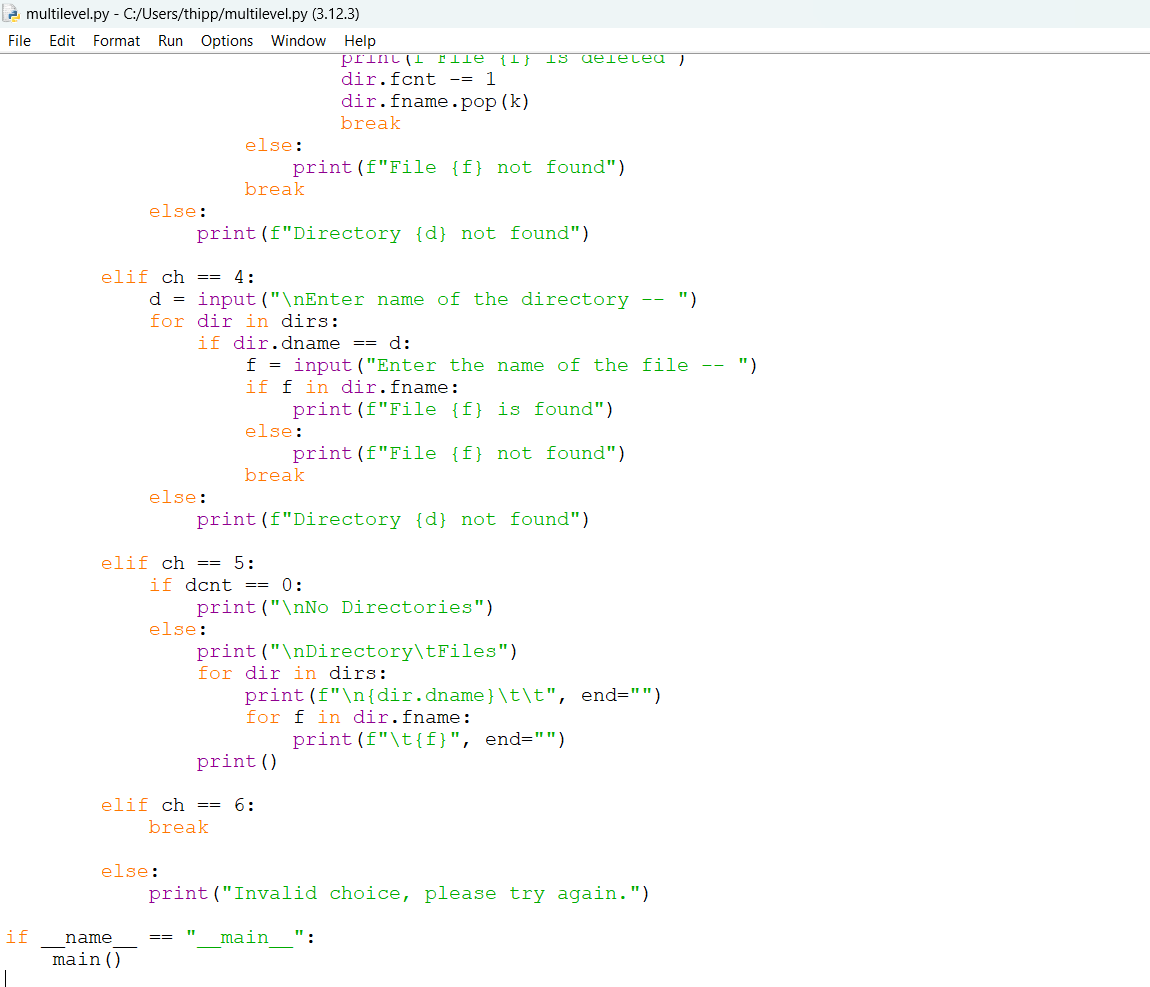 multilevel.py - C:/Users/thipp/multilevel.py (3.12.3)
File Edit Format Run Options Window Help
                            print(f"File {f} is deleted")
                            dir.fcnt -= 1
                            dir.fname.pop(k)
                            break
                    else:
                        print(f"File {f} not found")
                    break
            else:
                print(f"Directory {d} not found")

        elif ch == 4:
            d = input("\nEnter name of the directory -- ")
            for dir in dirs:
                if dir.dname == d:
                    f = input("Enter the name of the file -- ")
                    if f in dir.fname:
                        print(f"File {f} is found")
                    else:
                        print(f"File {f} not found")
                    break
            else:
                print(f"Directory {d} not found")

        elif ch == 5:
            if dcnt == 0:
                print("\nNo Directories")
            else:
                print("\nDirectory\tFiles")
                for dir in dirs:
                    print(f"\n{dir.dname}\t\t", end="")
                    for f in dir.fname:
                        print(f"\t{f}", end="")
                print()

        elif ch == 6:
            break

        else:
            print("Invalid choice, please try again.")

if __name__ == "__main__":
    main()